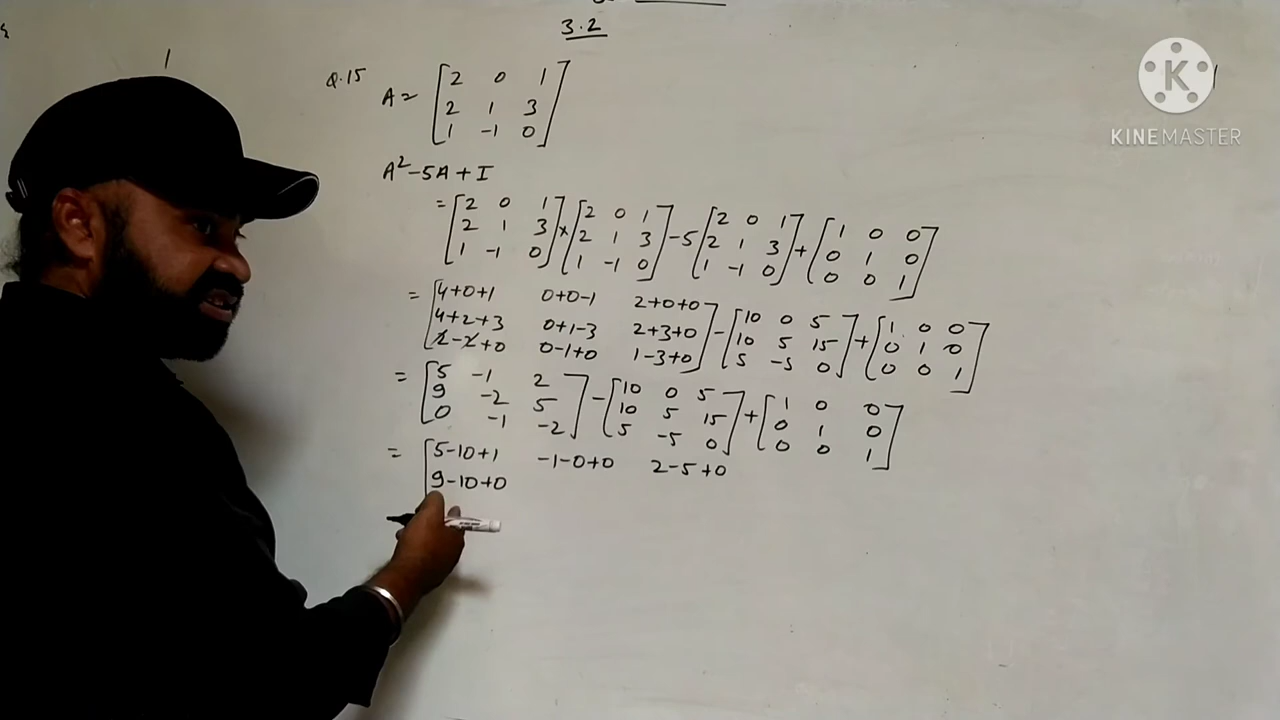 3.2
Q.15 A = [2 0 1
2 1 3
1 -1 0]
A² - 5A + I
= [2 0 1 2 1 3 1 -1 0] × [2 0 1 2 1 3 1 -1 0] - 5 [2 0 1 2 1 3 1 -1 0] + [1 0 0 0 1 0 0 0 1]
= [4+0+1 0+0-1 2+0+0 4+2+3 0+1-3 2+3+0 2-2+0 0-1+0 1-3+0] - [10 0 5 10 5 15 5 -5 0] + [1 0 0 0 1 0 0 0 1]
= [5 -1 2 9 -2 5 0 -1 -2] - [10 0 5 10 5 15 5 -5 0] + [1 0 0 0 1 0 0 0 1]
= [5-10+1 -1-0+0 2-5+0
9-10+0
K
KINEMASTER